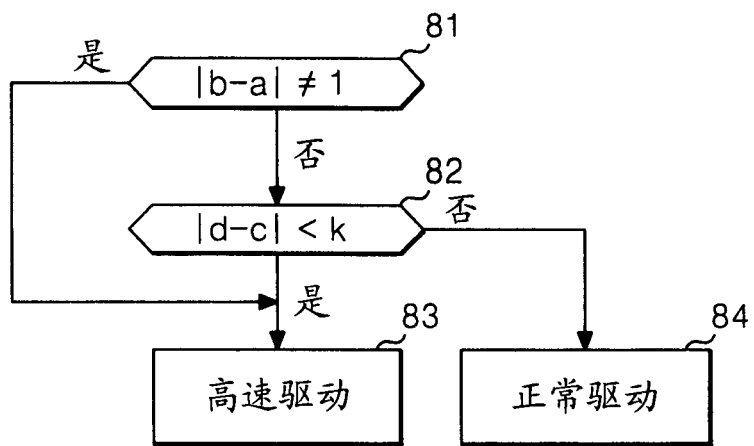 81
是
|b-a| ≠ 1
否
82
|d-c| < k
否
是
83
84
高速驱动
正常驱动